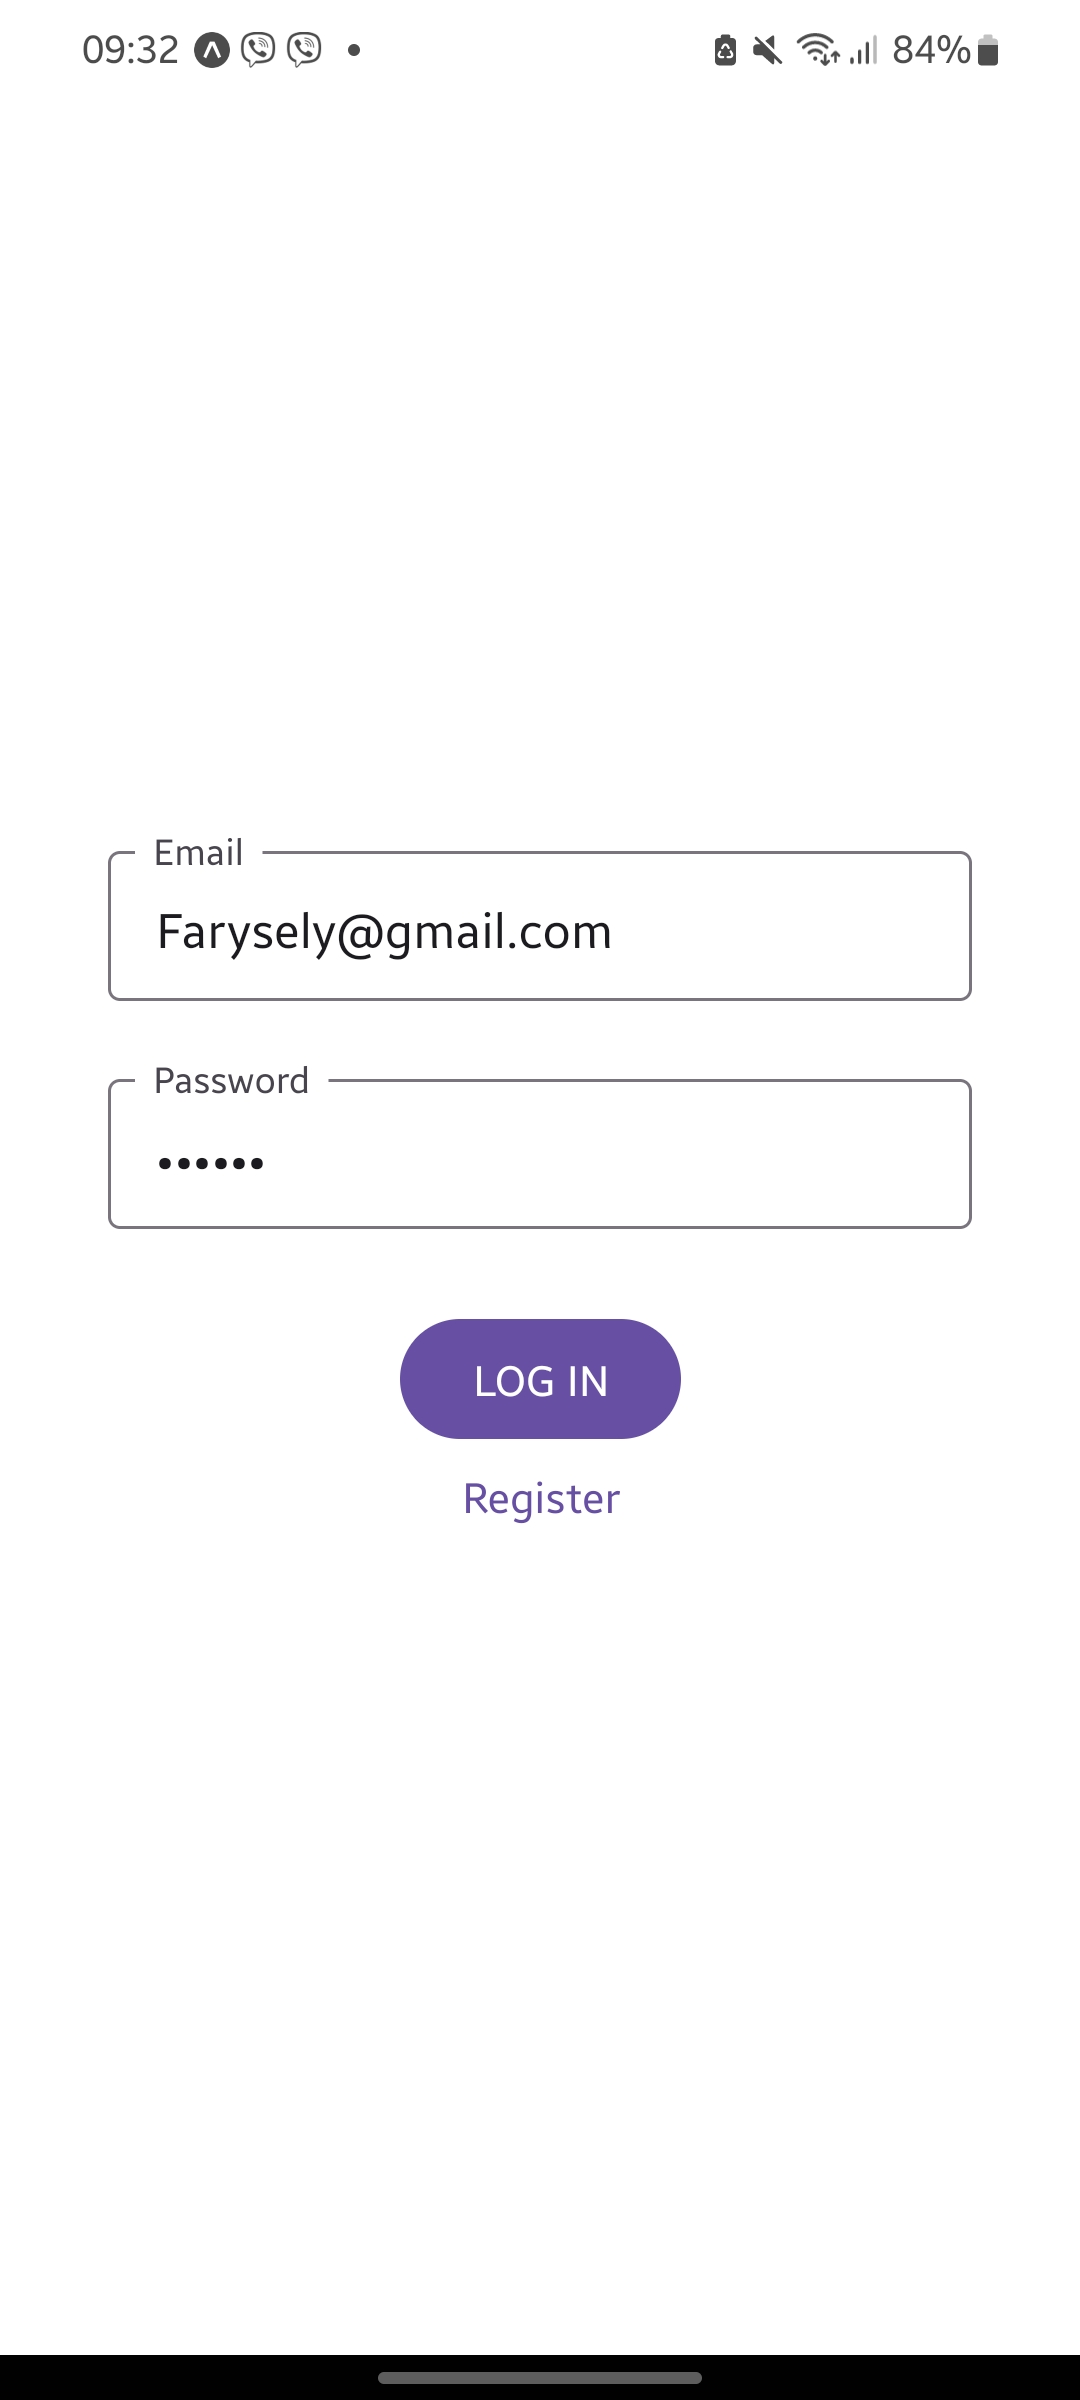 09:32 84%
Email
Farysely@gmail.com
Password
••••••
LOG IN
Register